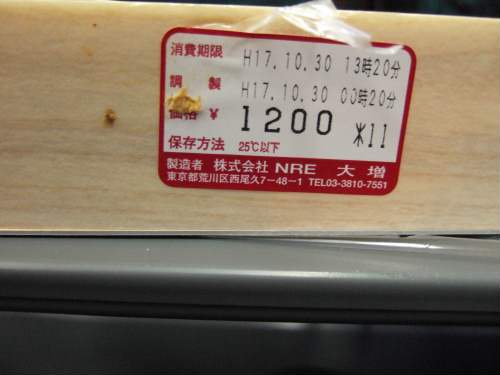 消費期限 H17.10.30 13時20分
調製 H17.10.30 00時20分
価格 ¥ 1200 米11
保存方法 25℃以下
製造者 株式会社 NRE 大増
東京都荒川区西尾久7-48-1 TEL03-3810-7551